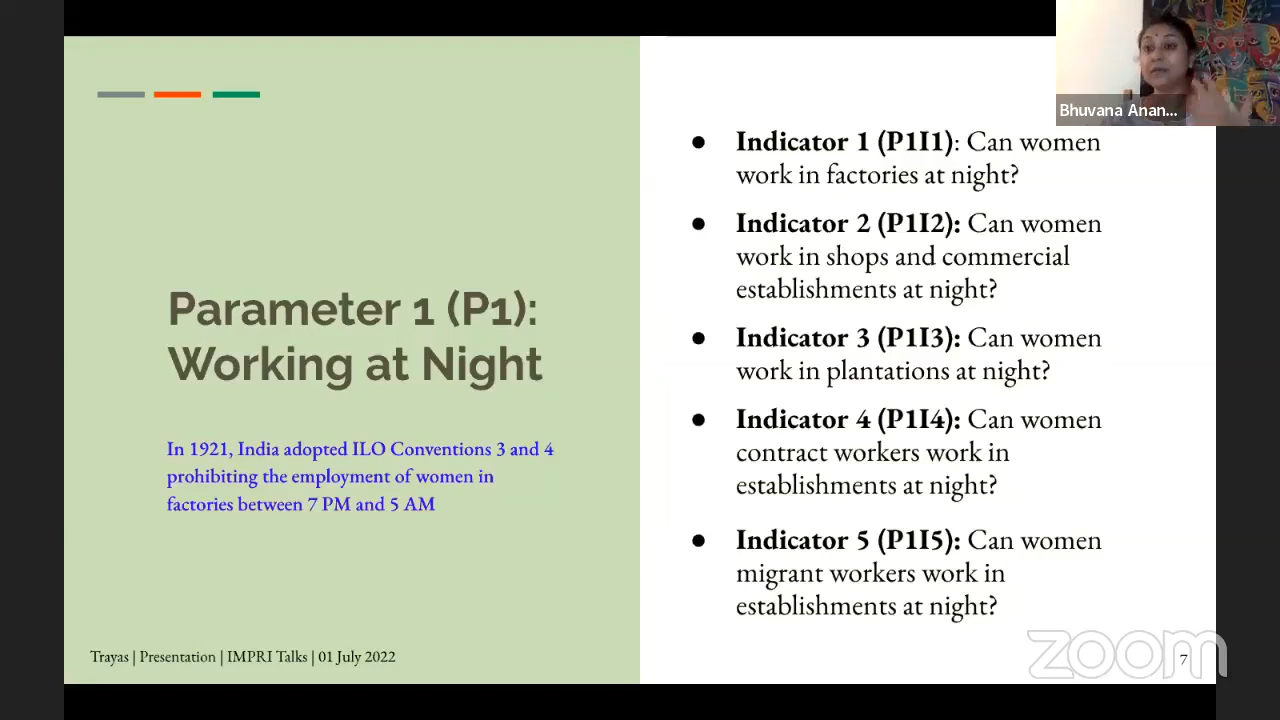 Bhuvana Anan...
Parameter 1 (P1):
Working at Night
In 1921, India adopted ILO Conventions 3 and 4
prohibiting the employment of women in
factories between 7 PM and 5 AM
● Indicator 1 (P1I1): Can women
work in factories at night?
● Indicator 2 (P1I2): Can women
work in shops and commercial
establishments at night?
● Indicator 3 (P1I3): Can women
work in plantations at night?
● Indicator 4 (P1I4): Can women
contract workers work in
establishments at night?
● Indicator 5 (P1I5): Can women
migrant workers work in
establishments at night?
Trayas | Presentation | IMPRI Talks | 01 July 2022
zoom
7